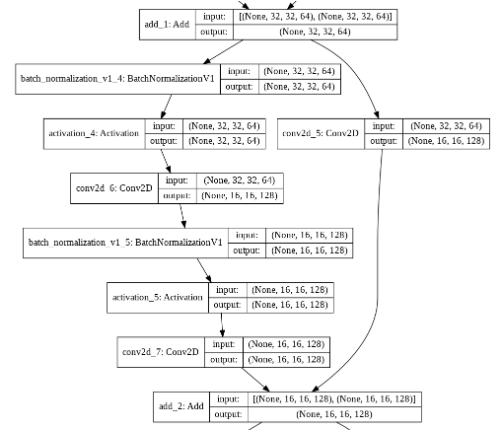 add_1: Add
input: [(None, 32, 32, 64), (None, 32, 32, 64)]
output: (None, 32, 32, 64)
batch_normalization_v1_4: BatchNormalizationV1
input: (None, 32, 32, 64)
output: (None, 32, 32, 64)
activation_4: Activation
input: (None, 32, 32, 64)
output: (None, 32, 32, 64)
conv2d_5: Conv2D
input: (None, 32, 32, 64)
output: (None, 16, 16, 128)
conv2d_6: Conv2D
input: (None, 32, 32, 64)
output: (None, 16, 16, 128)
batch_normalization_v1_5: BatchNormalizationV1
input: (None, 16, 16, 128)
output: (None, 16, 16, 128)
activation_5: Activation
input: (None, 16, 16, 128)
output: (None, 16, 16, 128)
conv2d_7: Conv2D
input: (None, 16, 16, 128)
output: (None, 16, 16, 128)
add_2: Add
input: [(None, 16, 16, 128), (None, 16, 16, 128)]
output: (None, 16, 16, 128)